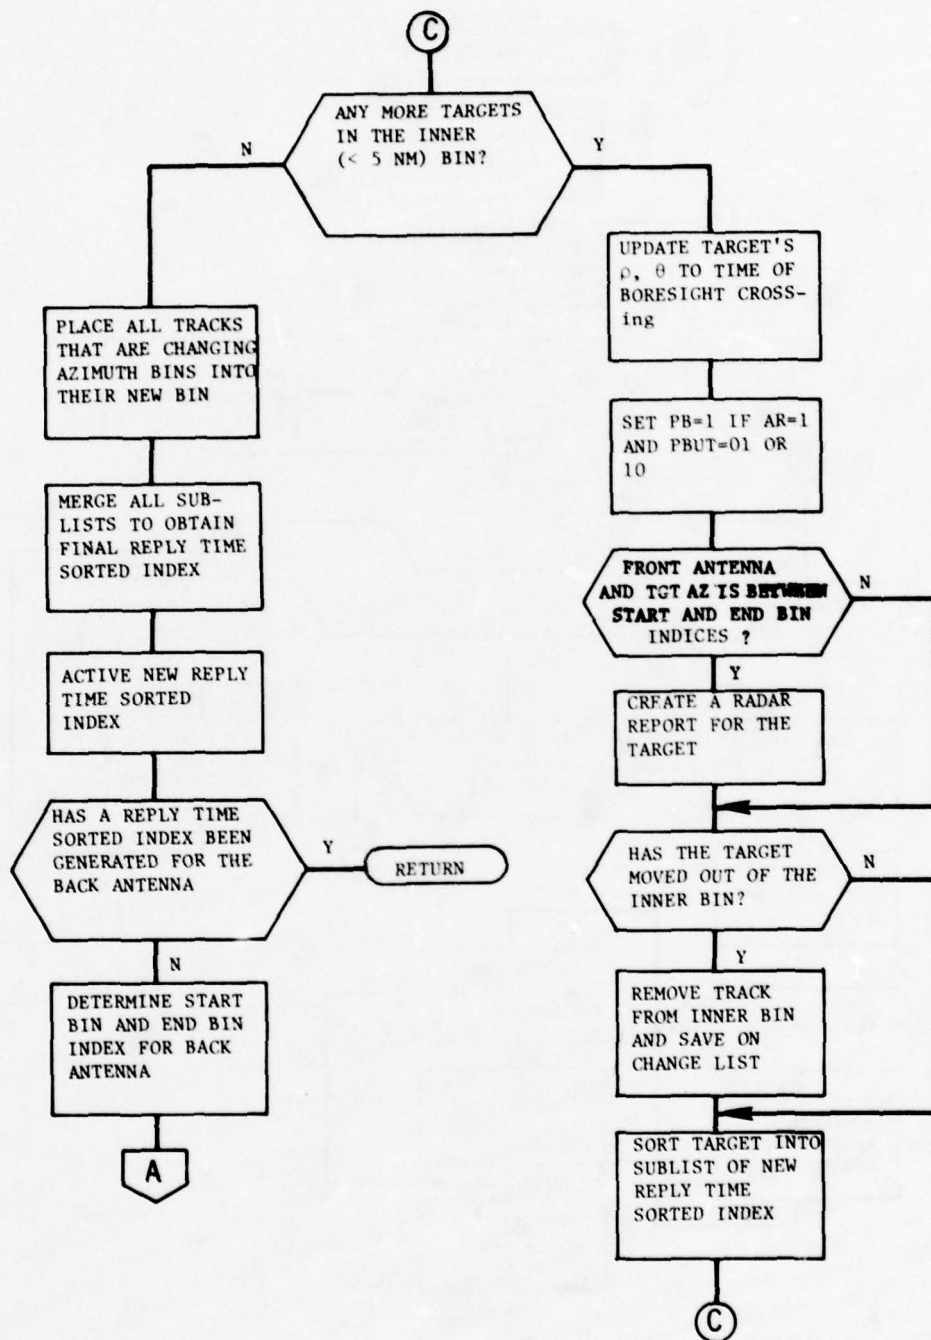 C
ANY MORE TARGETS
IN THE INNER
(< 5 NM) BIN?
N
Y
PLACE ALL TRACKS
THAT ARE CHANGING
AZIMUTH BINS INTO
THEIR NEW BIN
MERGE ALL SUB-
LISTS TO OBTAIN
FINAL REPLY TIME
SORTED INDEX
ACTIVE NEW REPLY
TIME SORTED
INDEX
HAS A REPLY TIME
SORTED INDEX BEEN
GENERATED FOR THE
BACK ANTENNA
Y
RETURN
N
DETERMINE START
BIN AND END BIN
INDEX FOR BACK
ANTENNA
A
UPDATE TARGET'S
ρ, θ TO TIME OF
BORESIGHT CROSS-
ing
SET PB=1 IF AR=1
AND PBUT=01 OR
10
FRONT ANTENNA
AND TGT AZ IS BETWEEN
START AND END BIN
INDICES ?
N
Y
CREATE A RADAR
REPORT FOR THE
TARGET
HAS THE TARGET
MOVED OUT OF THE
INNER BIN?
N
Y
REMOVE TRACK
FROM INNER BIN
AND SAVE ON
CHANGE LIST
SORT TARGET INTO
SUBLIST OF NEW
REPLY TIME
SORTED INDEX
C